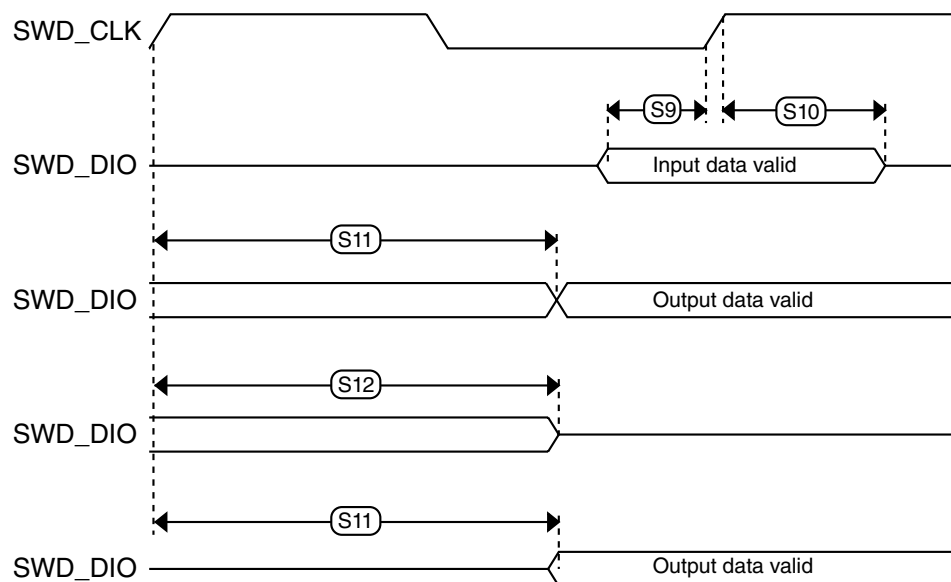 SWD_CLK
S9
S10
SWD_DIO
Input data valid
S11
SWD_DIO
Output data valid
S12
SWD_DIO
S11
SWD_DIO
Output data valid